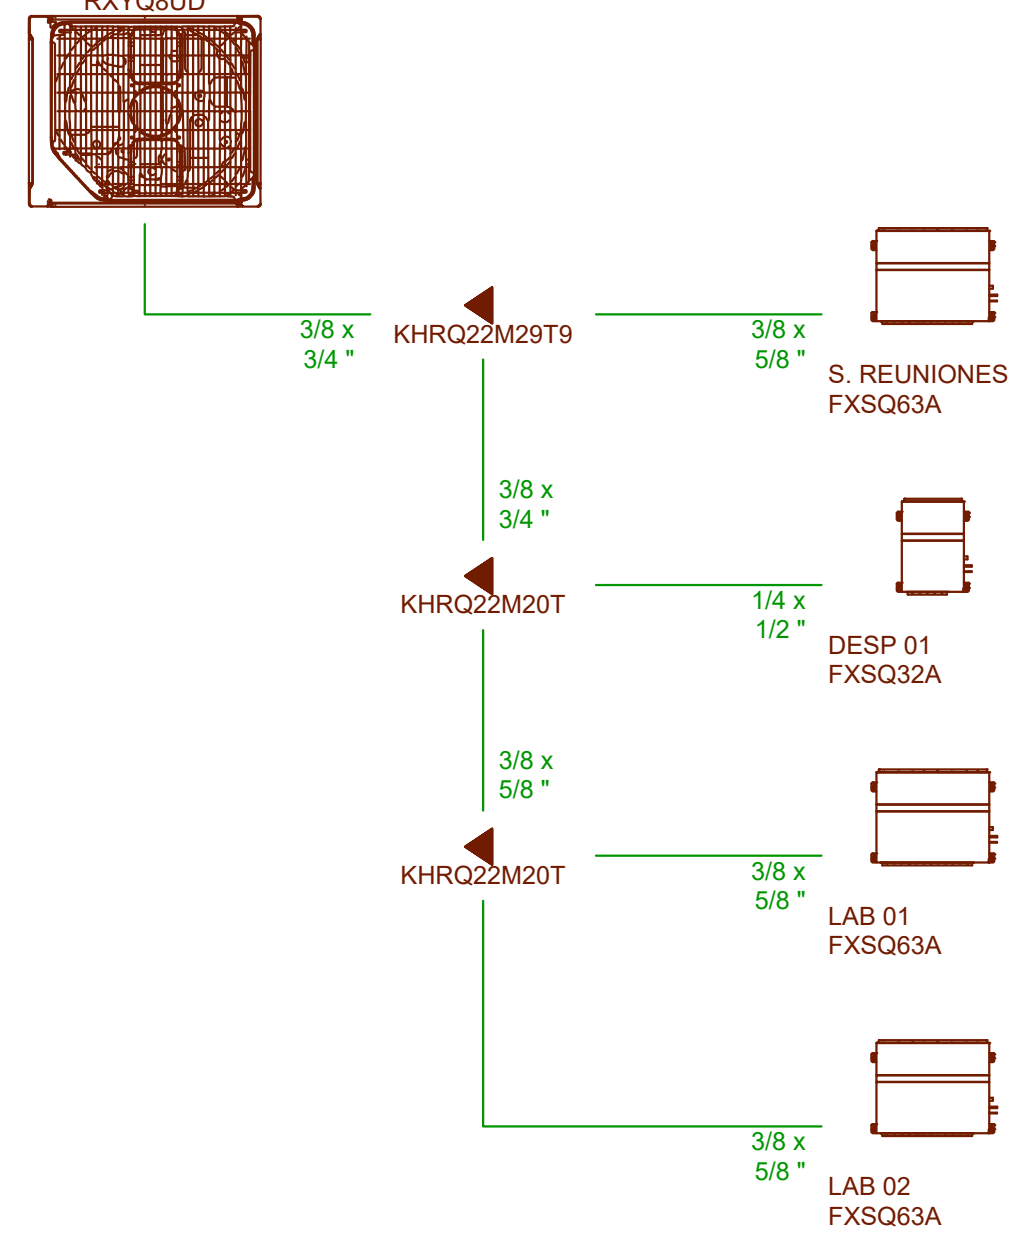 RXYQ8UD
3/8 x
3/4 "
KHRQ22M29T9
3/8 x
5/8 "
S. REUNIONES
FXSQ63A
3/8 x
3/4 "
KHRQ22M20T
1/4 x
1/2 "
DESP 01
FXSQ32A
3/8 x
5/8 "
KHRQ22M20T
3/8 x
5/8 "
LAB 01
FXSQ63A
3/8 x
5/8 "
LAB 02
FXSQ63A